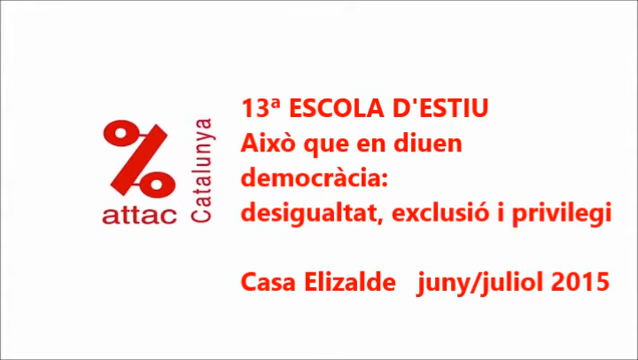 13ª ESCOLA D'ESTIU
Això que en diuen
democràcia:
desigualtat, exclusió i privilegi
Casa Elizalde juny/juliol 2015
attac
Catalunya